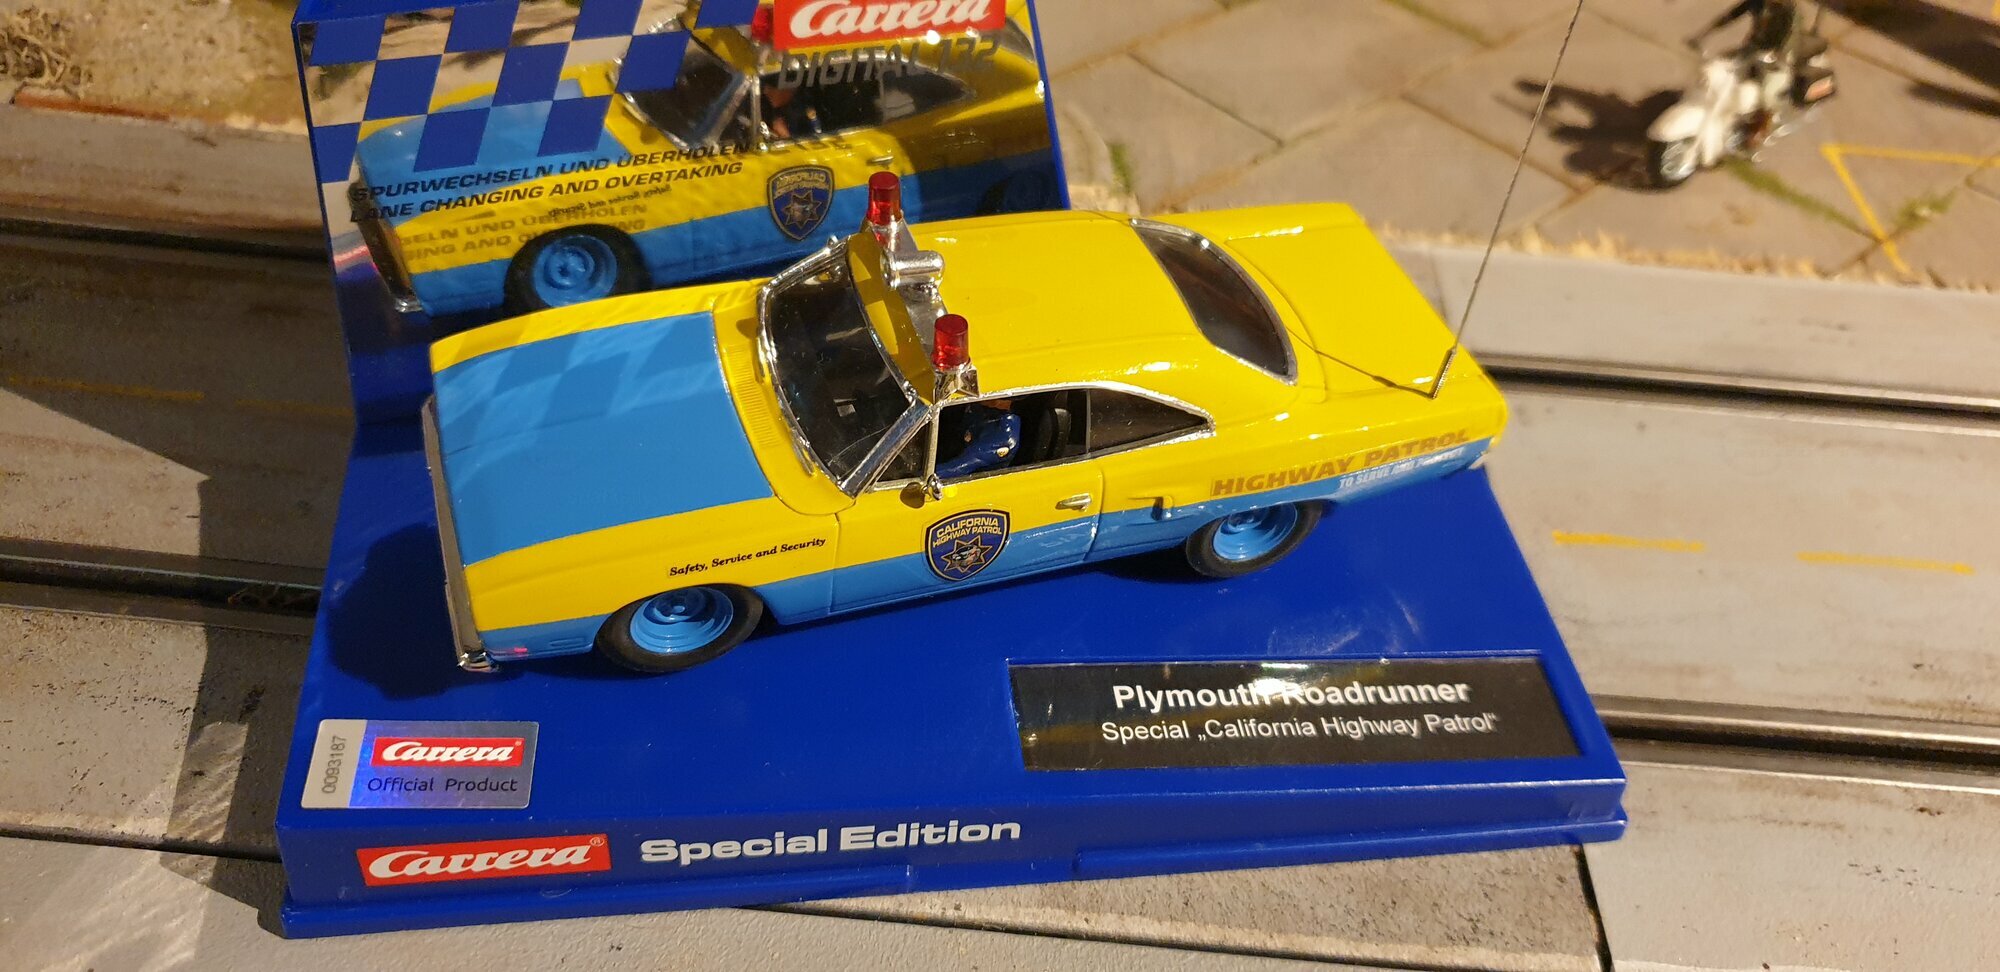 Carrera
DIGITAL 132
SPURWECHSELN UND ÜBERHOLEN
LANE CHANGING AND OVERTAKING
Safety, Service and Security
CALIFORNIA
HIGHWAY PATROL
HIGHWAY PATROL
TO SERVE AND PROTECT
Plymouth Roadrunner
Special „California Highway Patrol“
0093187
Carrera®
Official Product
Carrera®
Special Edition